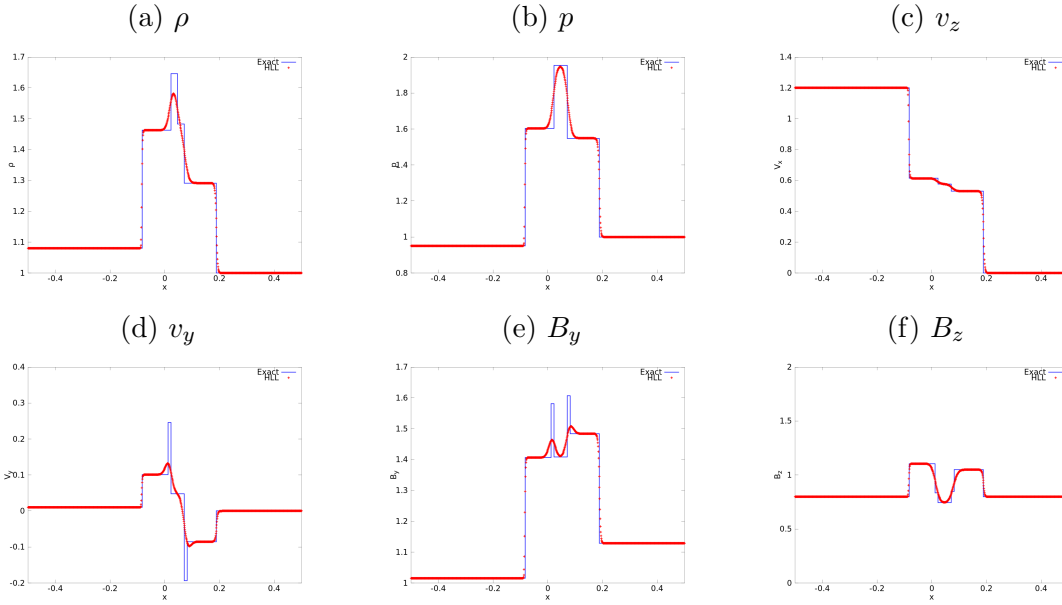 (a) ρ
(b) p
(c) v_z
1.7
1.6
1.5
1.4
1.3
1.2
1.1
1
-0.4
-0.2
0
0.2
0.4
ρ
x
Exact
HLL
2
1.8
1.6
1.4
1.2
1
0.8
-0.4
-0.2
0
0.2
0.4
p
x
Exact
HLL
1.4
1.2
1
0.8
0.6
0.4
0.2
0
-0.4
-0.2
0
0.2
0.4
V_x
x
Exact
HLL
(d) v_y
(e) B_y
(f) B_z
0.4
0.3
0.2
0.1
0
-0.1
-0.2
-0.4
-0.2
0
0.2
0.4
V_y
x
Exact
HLL
1.7
1.6
1.5
1.4
1.3
1.2
1.1
1
-0.4
-0.2
0
0.2
0.4
B_y
x
Exact
HLL
2
1.5
1
0.5
0
-0.4
-0.2
0
0.2
0.4
B_z
x
Exact
HLL